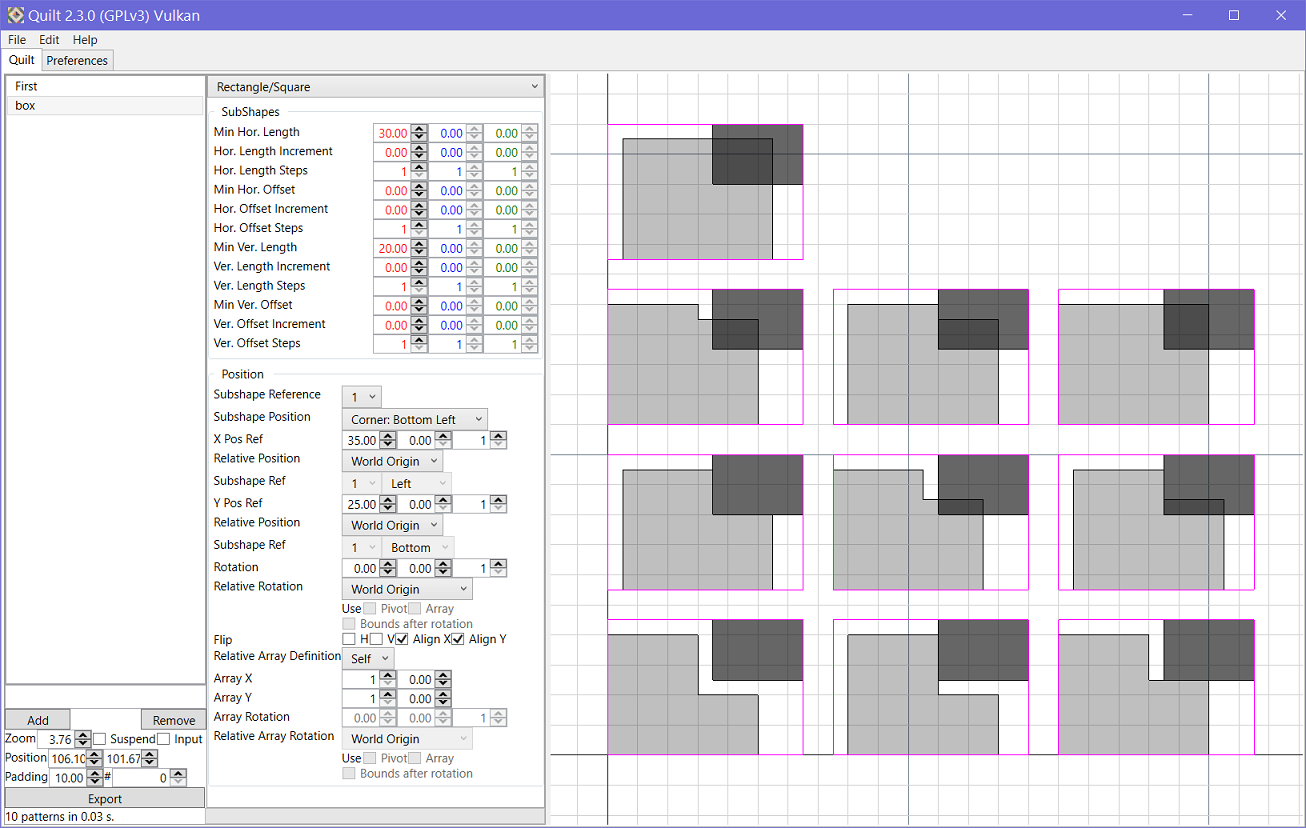 Quilt 2.3.0 (GPLv3) Vulkan
File Edit Help
Quilt Preferences
First
box
Rectangle/Square
SubShapes
Min Hor. Length 30.00 0.00 0.00
Hor. Length Increment 0.00 0.00 0.00
Hor. Length Steps 1 1 1
Min Hor. Offset 0.00 0.00 0.00
Hor. Offset Increment 0.00 0.00 0.00
Hor. Offset Steps 1 1 1
Min Ver. Length 20.00 0.00 0.00
Ver. Length Increment 0.00 0.00 0.00
Ver. Length Steps 1 1 1
Min Ver. Offset 0.00 0.00 0.00
Ver. Offset Increment 0.00 0.00 0.00
Ver. Offset Steps 1 1 1
Position
Subshape Reference 1
Subshape Position Corner: Bottom Left
X Pos Ref 35.00 0.00 1
Relative Position World Origin
Subshape Ref 1 Left
Y Pos Ref 25.00 0.00 1
Relative Position World Origin
Subshape Ref 1 Bottom
Rotation 0.00 0.00 1
Relative Rotation World Origin
Use Pivot Array
Bounds after rotation
Flip H V Align X Align Y
Relative Array Definition Self
Array X 1 0.00
Array Y 1 0.00
Array Rotation 0.00 0.00 1
Relative Array Rotation World Origin
Use Pivot Array
Bounds after rotation
Add Remove
Zoom 3.76 Suspend Input
Position 106.10 101.67
Padding 10.00 # 0
Export
10 patterns in 0.03 s.